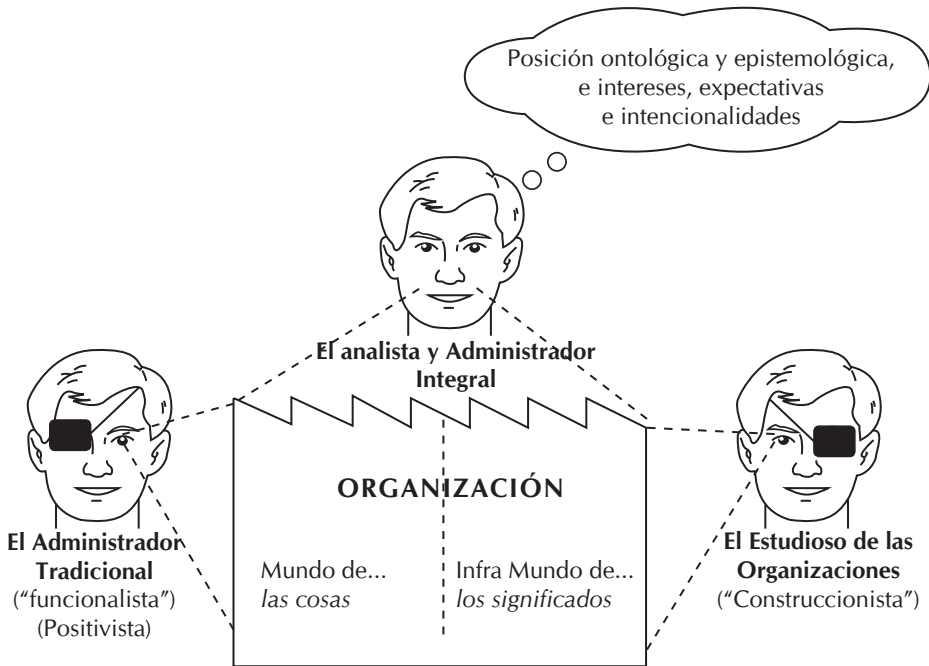 Posición ontológica y epistemológica,
e intereses, expectativas
e intencionalidades
El analista y Administrador
Integral
El Administrador
Tradicional
(“funcionalista”)
(Positivista)
ORGANIZACIÓN
Mundo de...
las cosas
Infra Mundo de...
los significados
El Estudioso de las
Organizaciones
(“Construccionista”)